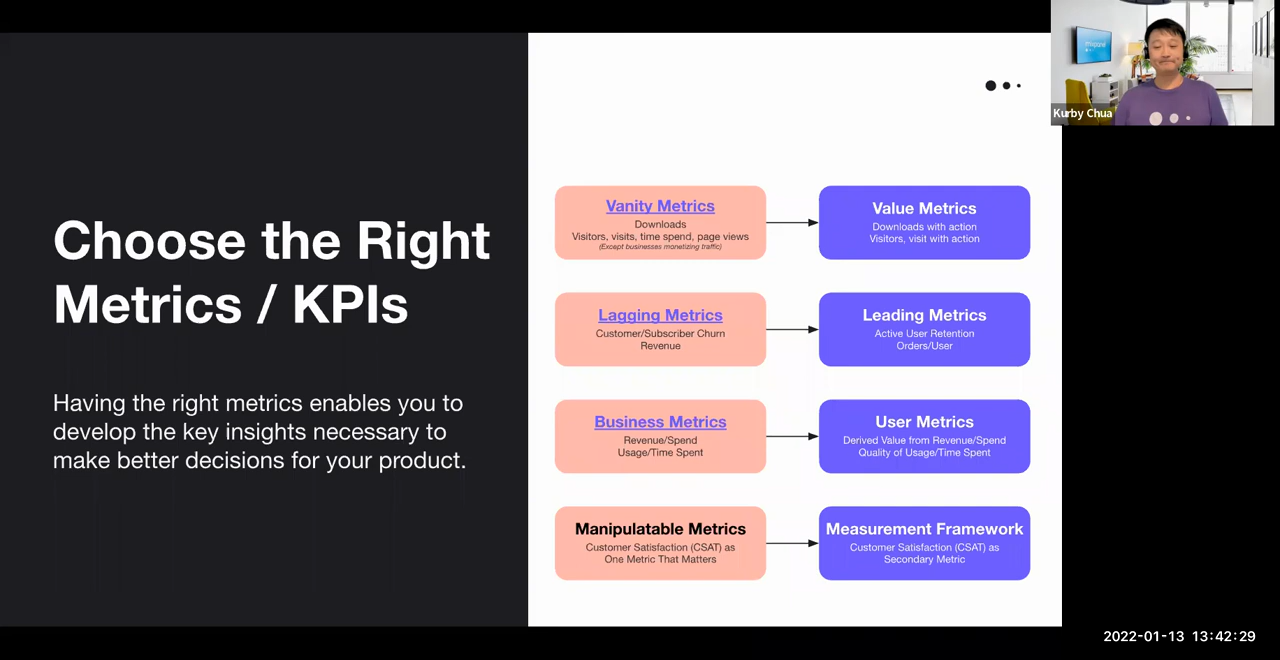 Choose the Right
Metrics / KPIs
Having the right metrics enables you to
develop the key insights necessary to
make better decisions for your product.
Vanity Metrics
Downloads
Visitors, visits, time spend, page views
(Except businesses monetizing traffic)
Value Metrics
Downloads with action
Visitors, visit with action
Lagging Metrics
Customer/Subscriber Churn
Revenue
Leading Metrics
Active User Retention
Orders/User
Business Metrics
Revenue/Spend
Usage/Time Spent
User Metrics
Derived Value from Revenue/Spend
Quality of Usage/Time Spent
Manipulatable Metrics
Customer Satisfaction (CSAT) as
One Metric That Matters
Measurement Framework
Customer Satisfaction (CSAT) as
Secondary Metric
mixpanel
Kurby Chua
2022-01-13 13:42:29